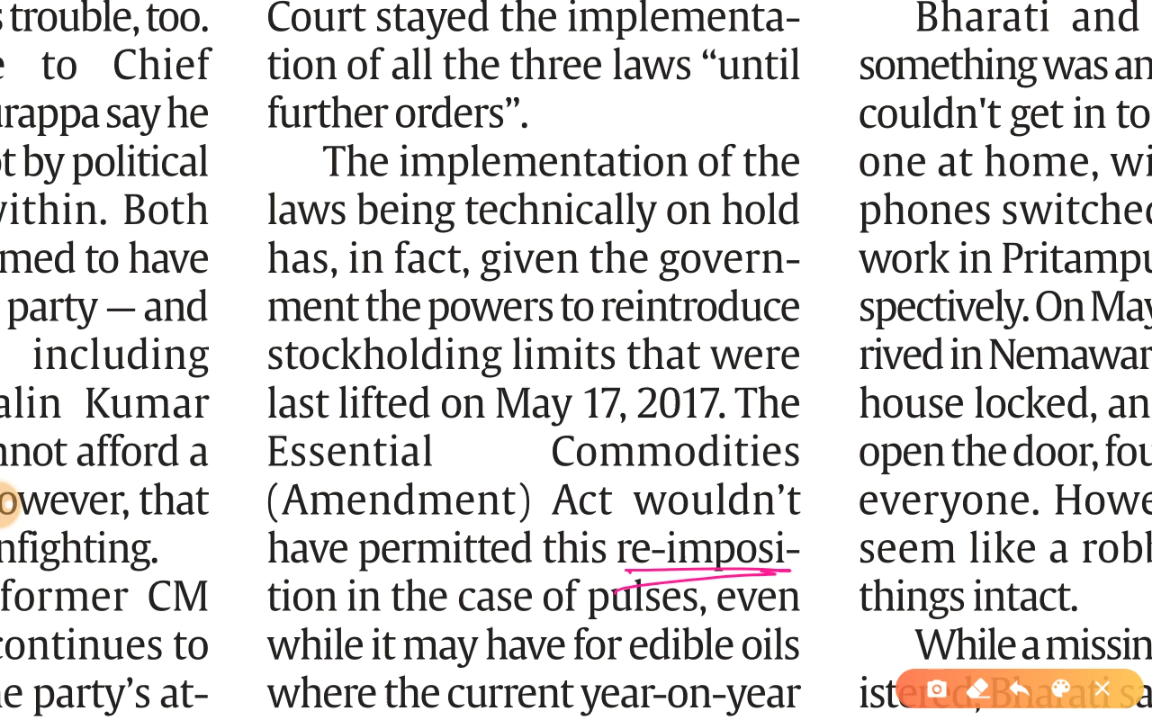 s trouble, too.
e to Chief
urappa say he
ot by political
within. Both
med to have
party — and
including
alin Kumar
nnot afford a
owever, that
nfighting.
former CM
continues to
he party's at-
Court stayed the implementa-
tion of all the three laws “until
further orders”.
The implementation of the
laws being technically on hold
has, in fact, given the govern-
ment the powers to reintroduce
stockholding limits that were
last lifted on May 17, 2017. The
Essential Commodities
(Amendment) Act wouldn’t
have permitted this re-imposi-
tion in the case of pulses, even
while it may have for edible oils
where the current year-on-year
Bharati and
something was an
couldn't get in to
one at home, wi
phones switched
work in Pritampu
spectively. On May
rived in Nemawar
house locked, an
open the door, fou
everyone. Howe
seem like a robb
things intact.
While a missin
istered, Bharati sa